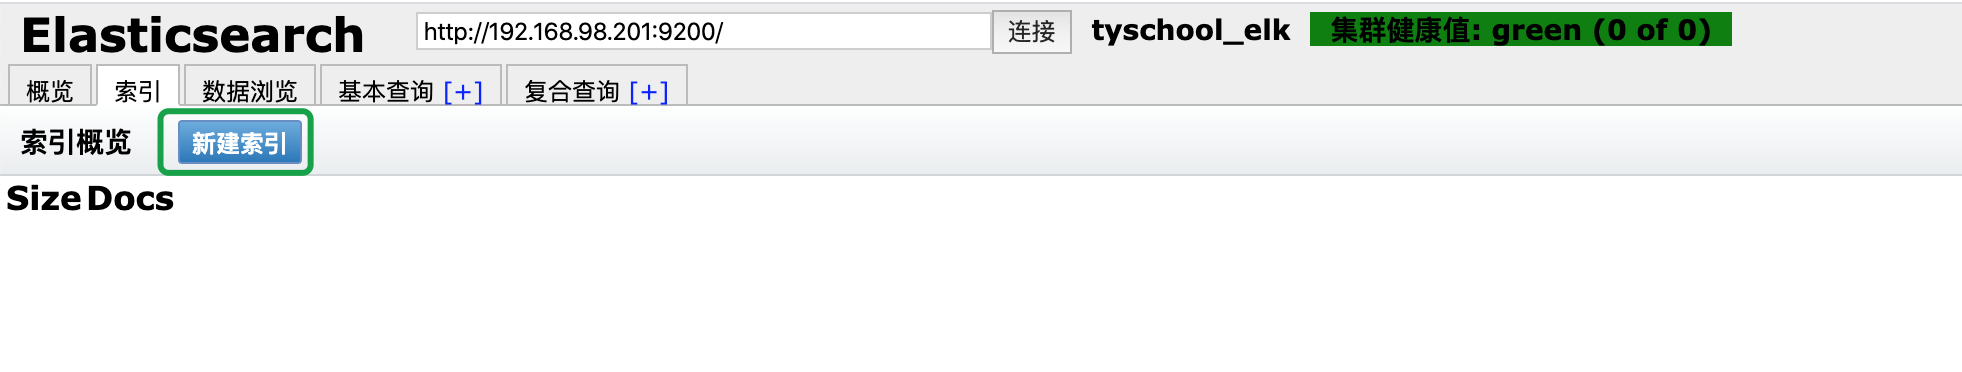 Elasticsearch http://192.168.98.201:9200/ 连接 tyschool_elk 集群健康值: green (0 of 0)
概览 索引 数据浏览 基本查询 [+] 复合查询 [+]
索引概览 新建索引
Size Docs